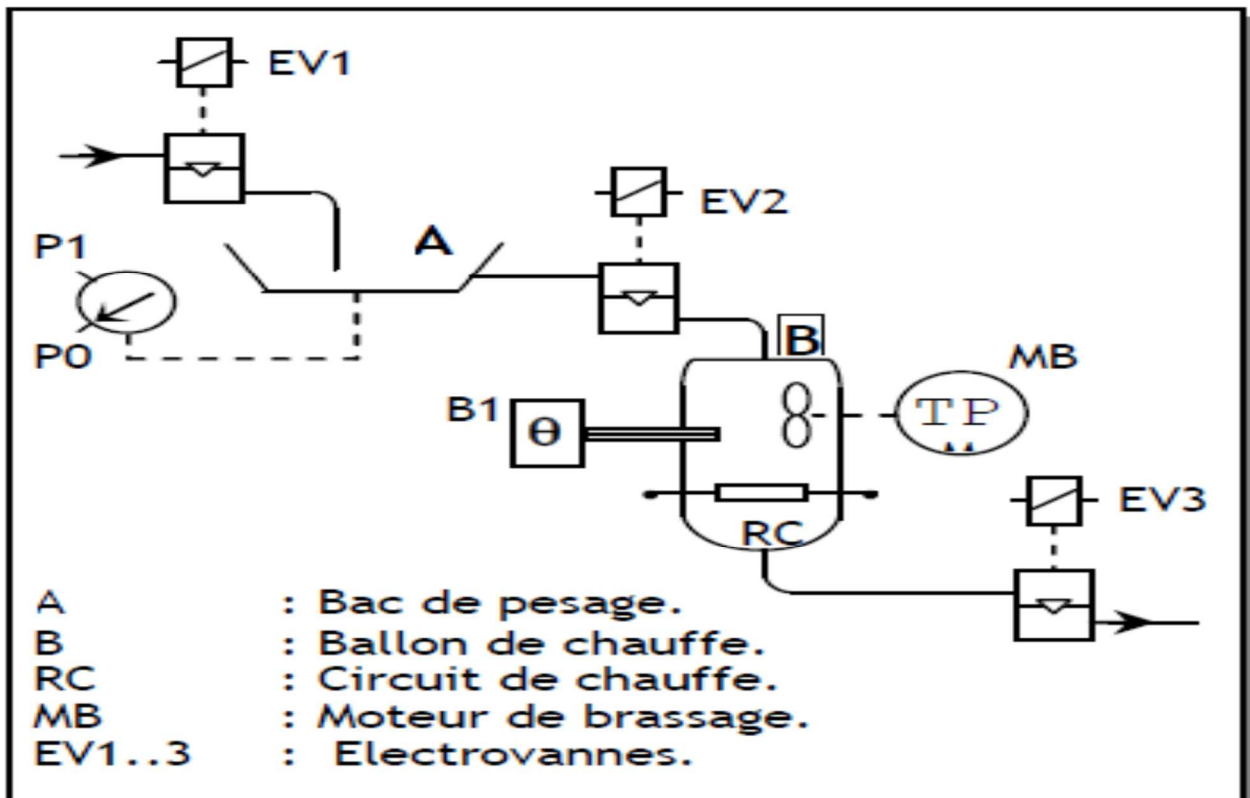 EV1
EV2
P1
A
P0
B
MB
B1
θ
TP
EV3
RC
A : Bac de pesage.
B : Ballon de chauffe.
RC : Circuit de chauffe.
MB : Moteur de brassage.
EV1..3 : Electrovannes.